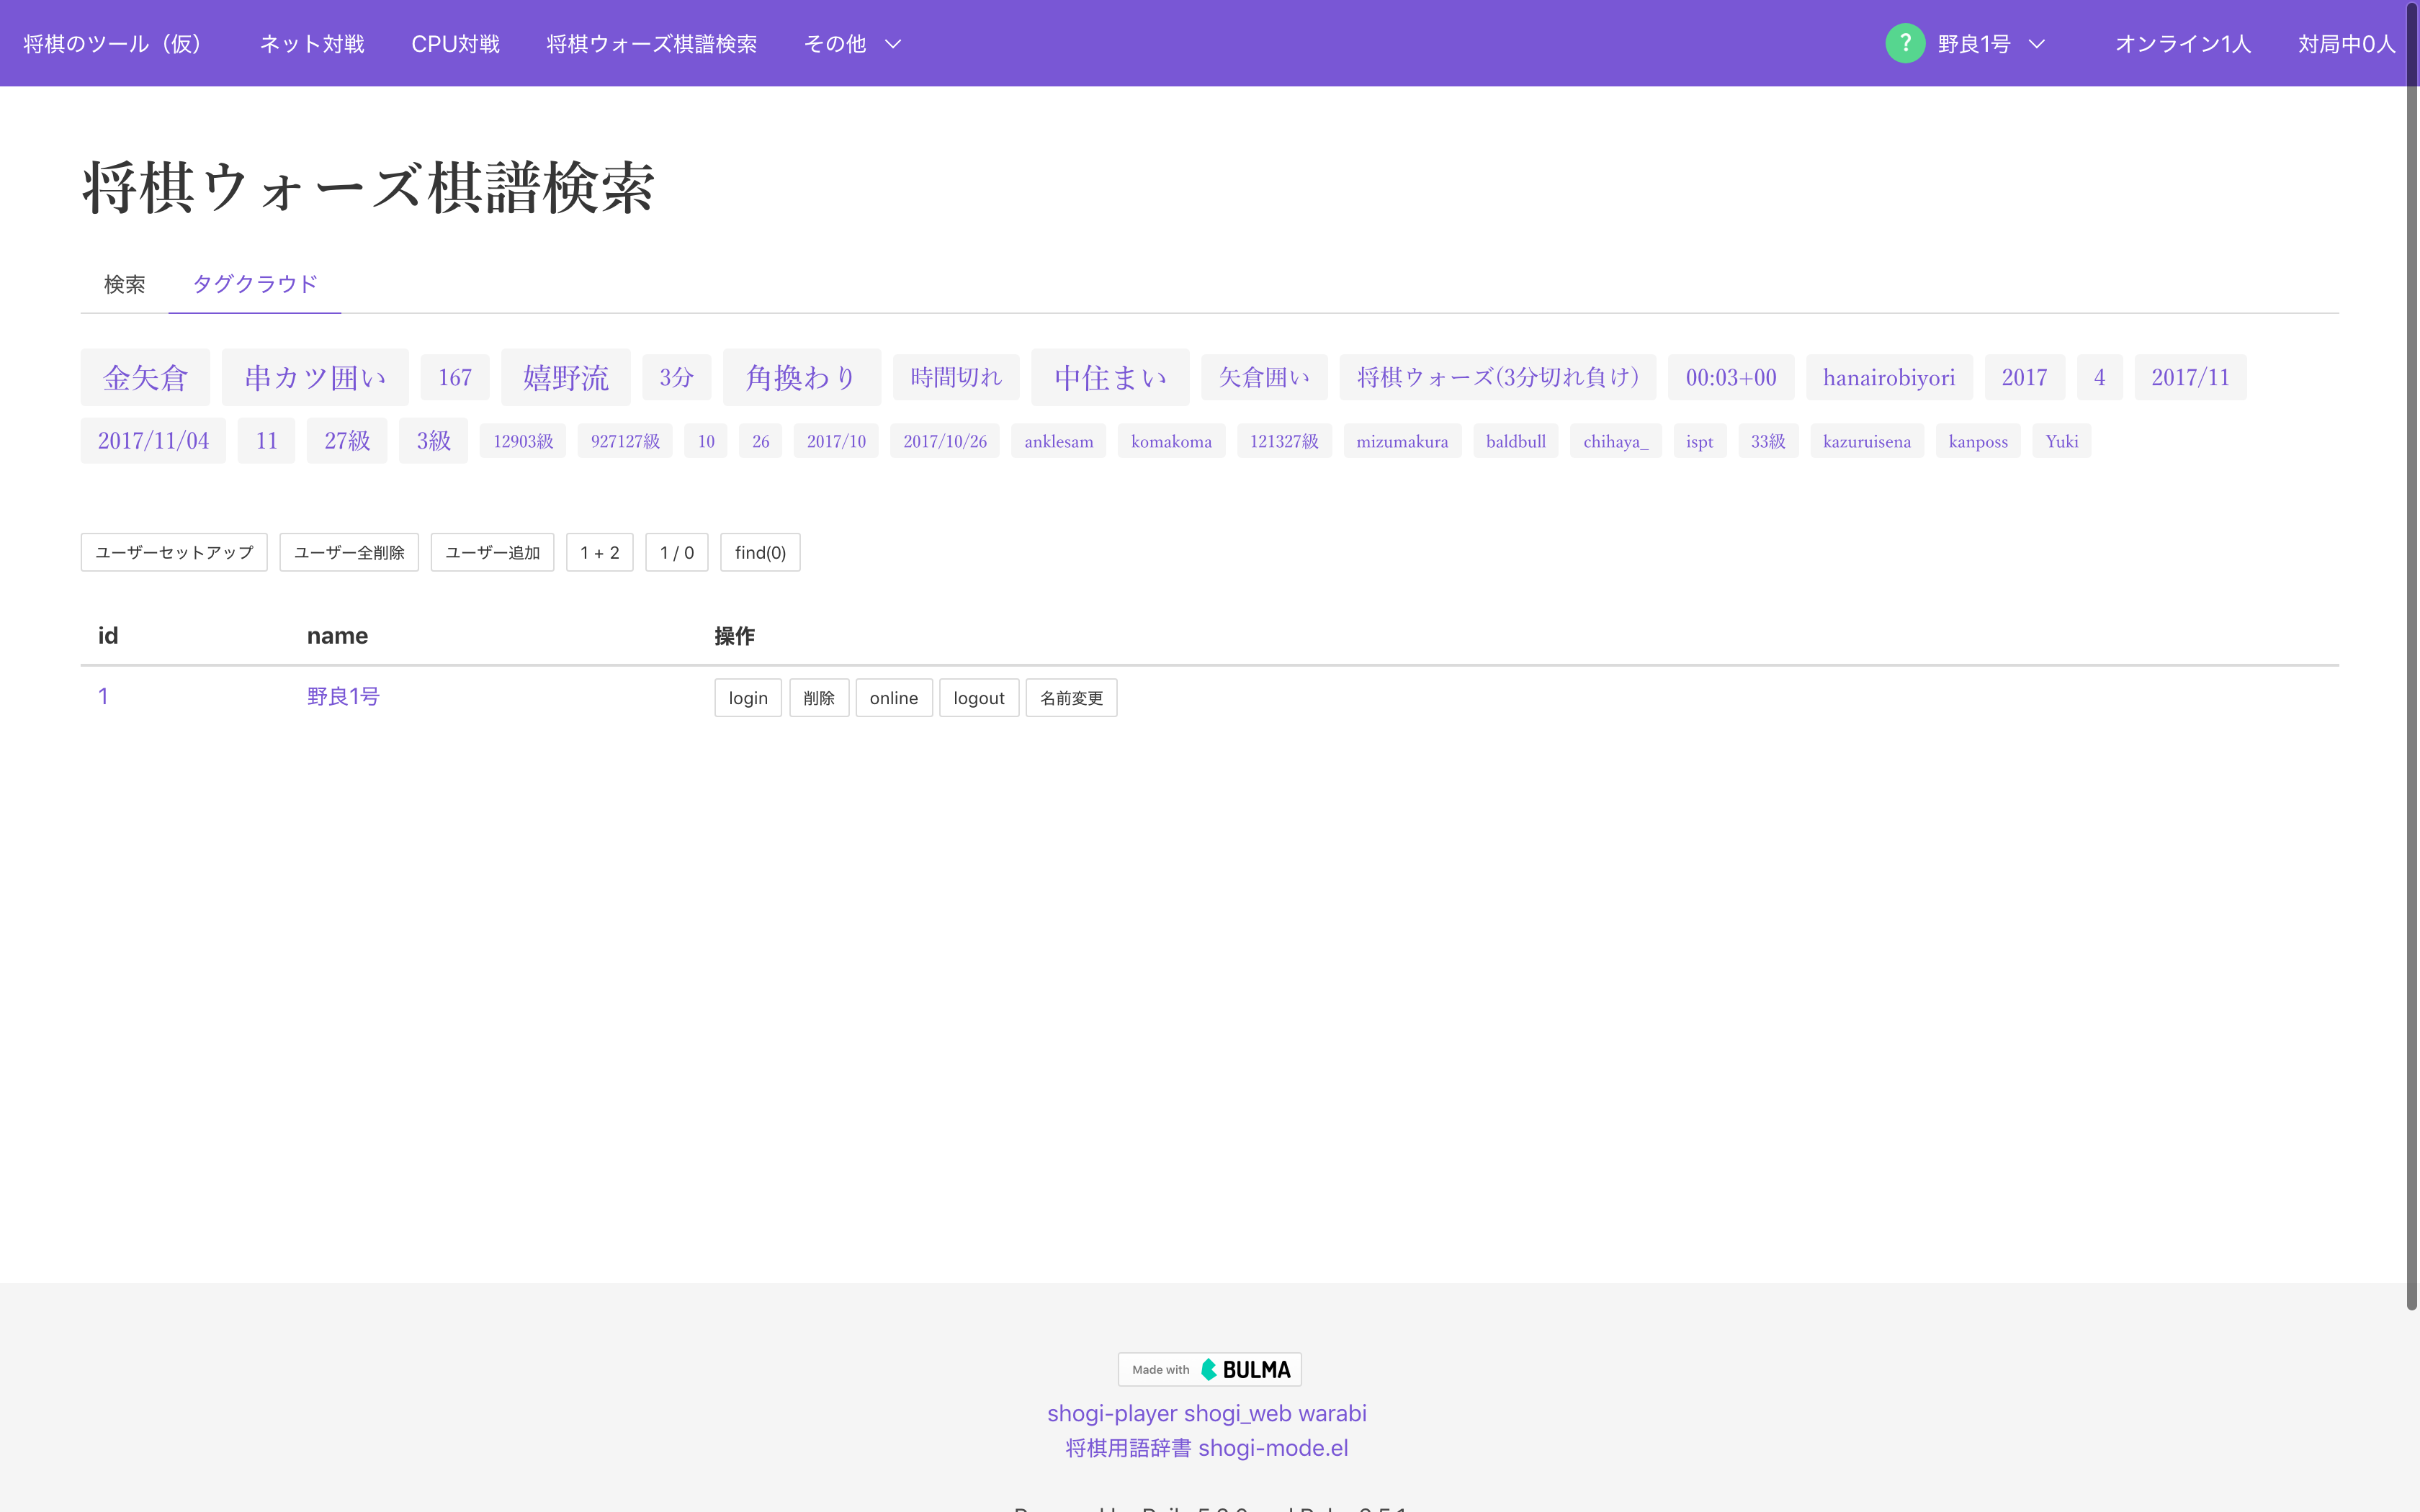 将棋のツール（仮） ネット対戦 CPU対戦 将棋ウォーズ棋譜検索 その他 ? 野良1号 オンライン1人 対局中0人
将棋ウォーズ棋譜検索
検索 タグクラウド
金矢倉 串カツ囲い 167 嬉野流 3分 角換わり 時間切れ 中住まい 矢倉囲い 将棋ウォーズ(3分切れ負け) 00:03+00 hanairobiyori 2017 4 2017/11
2017/11/04 11 27級 3級 12903級 927127級 10 26 2017/10 2017/10/26 anklesam komakoma 121327級 mizumakura baldbull chihaya_ ispt 33級 kazuruisena kanposs Yuki
ユーザーセットアップ ユーザー全削除 ユーザー追加 1 + 2 1 / 0 find(0)
id name 操作
1 野良1号 login 削除 online logout 名前変更
Made with BULMA
shogi-player shogi_web warabi
将棋用語辞書 shogi-mode.el